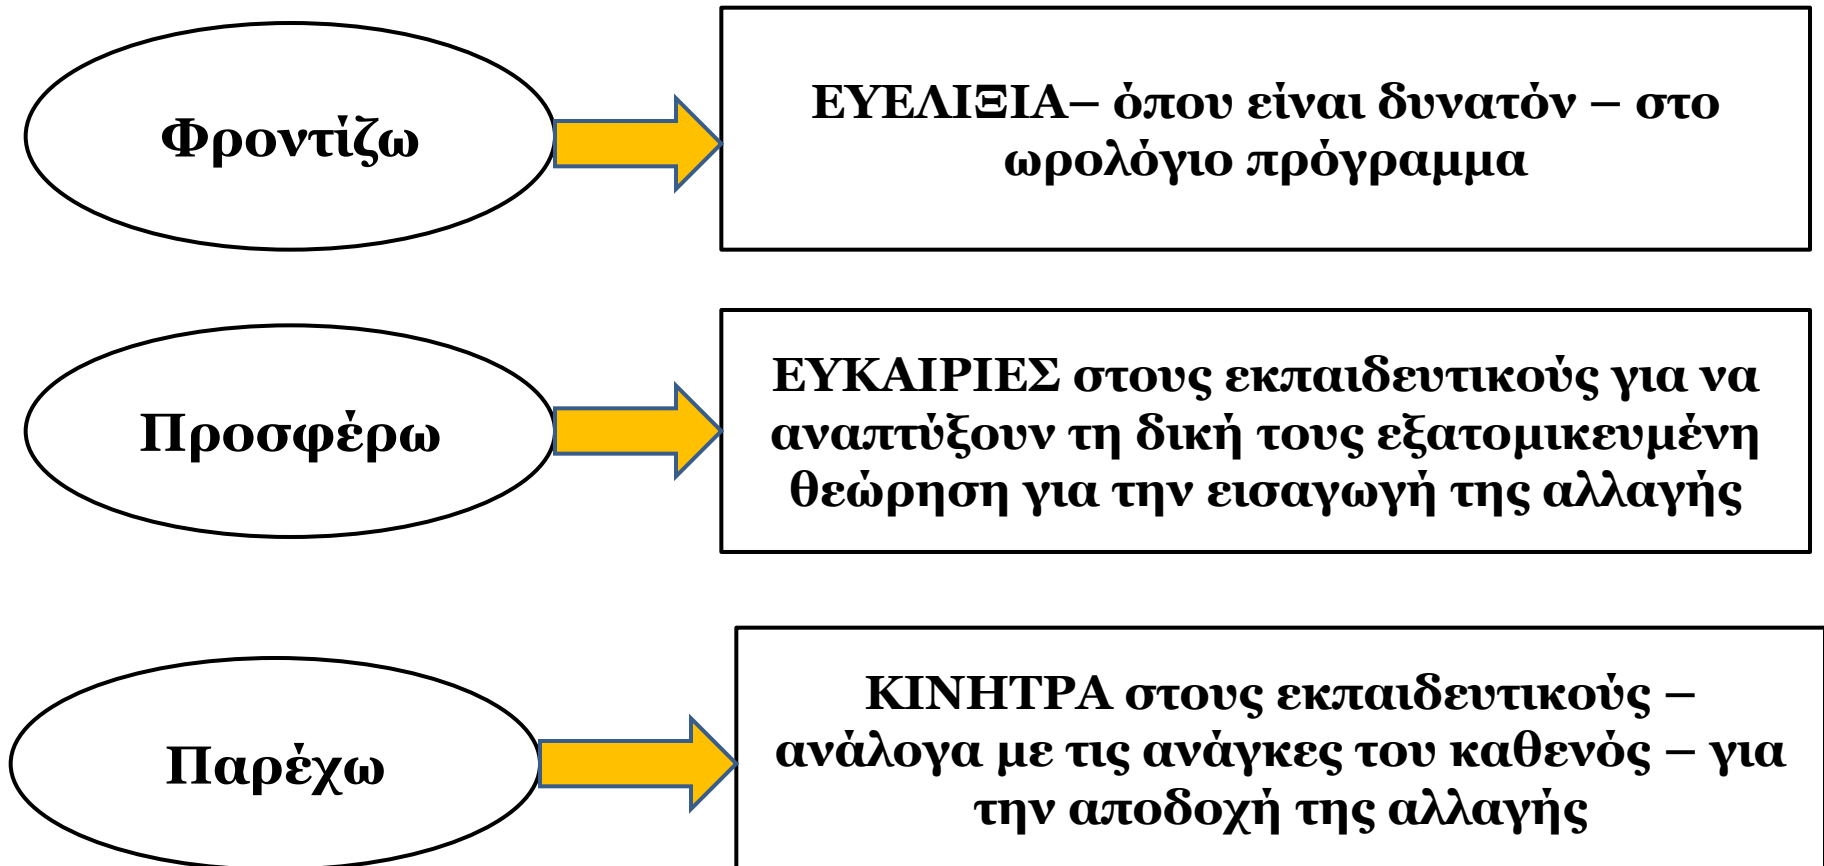 Φροντίζω
ΕΥΕΛΙΞΙΑ– όπου είναι δυνατόν – στο
ωρολόγιο πρόγραμμα
Προσφέρω
ΕΥΚΑΙΡΙΕΣ στους εκπαιδευτικούς για να
αναπτύξουν τη δική τους εξατομικευμένη
θεώρηση για την εισαγωγή της αλλαγής
Παρέχω
ΚΙΝΗΤΡΑ στους εκπαιδευτικούς –
ανάλογα με τις ανάγκες του καθενός – για
την αποδοχή της αλλαγής